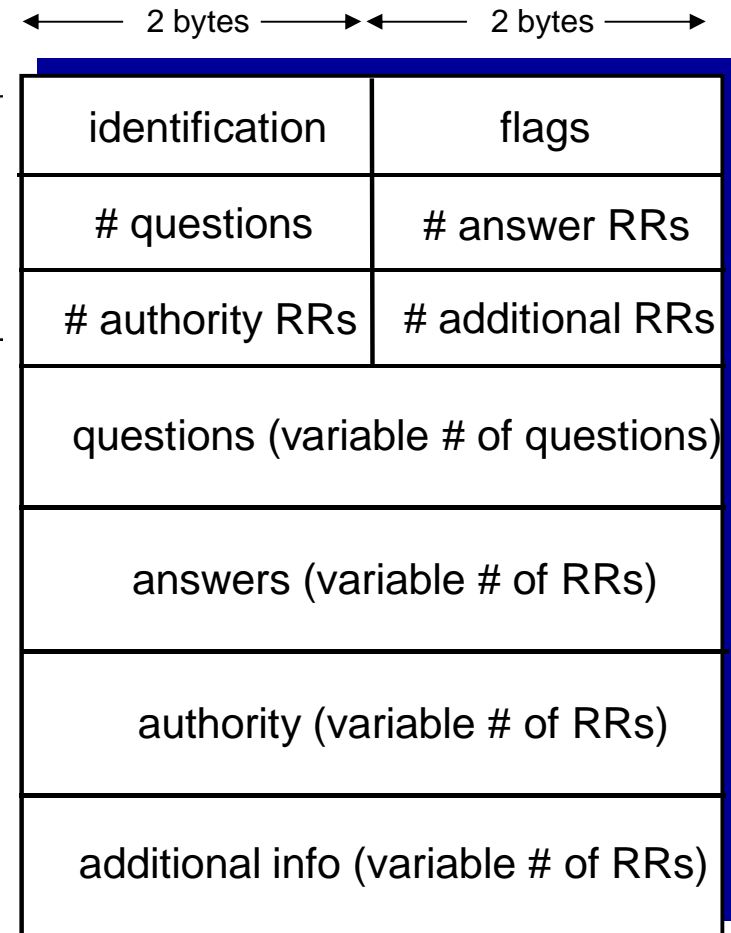 2 bytes 2 bytes
identification flags
# questions # answer RRs
# authority RRs # additional RRs
questions (variable # of questions)
answers (variable # of RRs)
authority (variable # of RRs)
additional info (variable # of RRs)